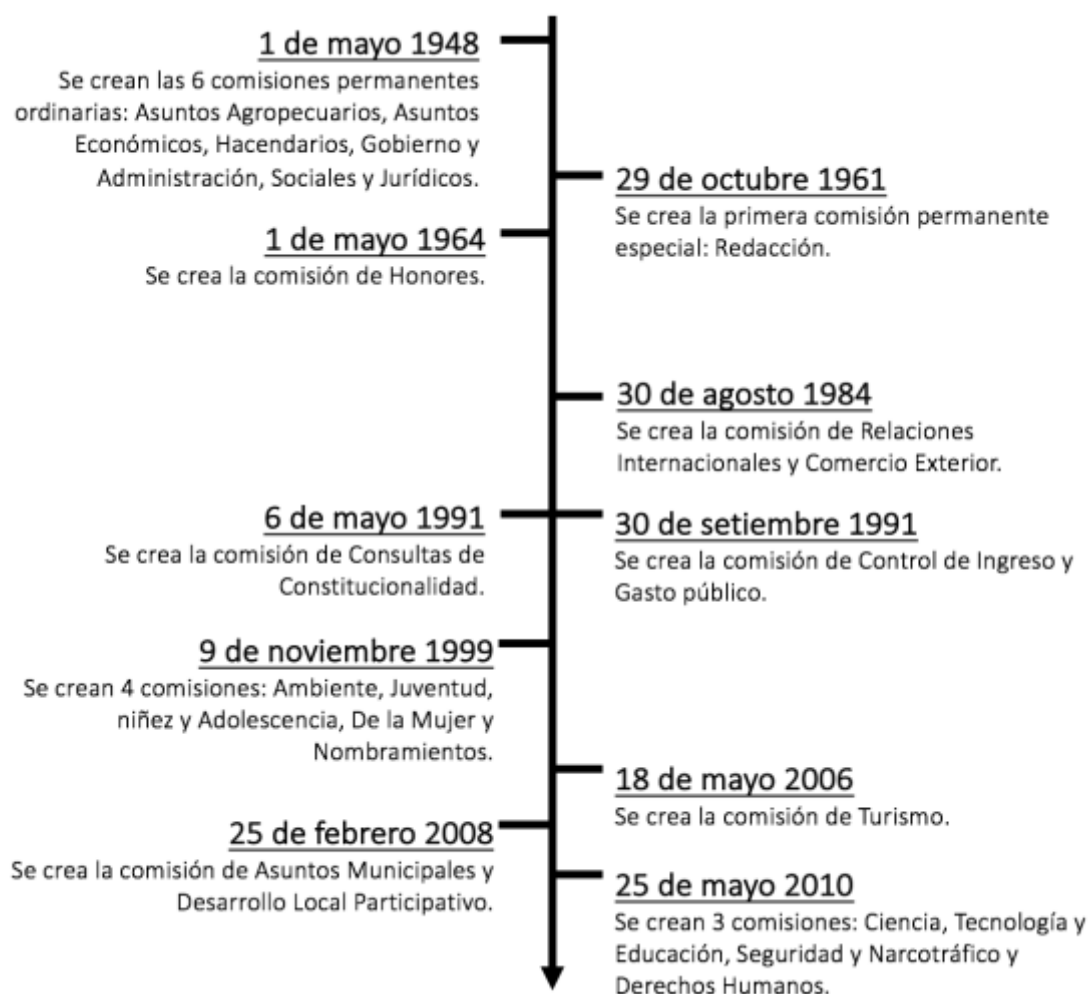 1 de mayo 1948
Se crean las 6 comisiones permanentes
ordinarias: Asuntos Agropecuarios, Asuntos
Económicos, Hacendarios, Gobierno y
Administración, Sociales y Jurídicos.
29 de octubre 1961
Se crea la primera comisión permanente
especial: Redacción.
1 de mayo 1964
Se crea la comisión de Honores.
30 de agosto 1984
Se crea la comisión de Relaciones
Internacionales y Comercio Exterior.
6 de mayo 1991
Se crea la comisión de Consultas de
Constitucionalidad.
30 de setiembre 1991
Se crea la comisión de Control de Ingreso y
Gasto público.
9 de noviembre 1999
Se crean 4 comisiones: Ambiente, Juventud,
niñez y Adolescencia, De la Mujer y
Nombramientos.
18 de mayo 2006
Se crea la comisión de Turismo.
25 de febrero 2008
Se crea la comisión de Asuntos Municipales y
Desarrollo Local Participativo.
25 de mayo 2010
Se crean 3 comisiones: Ciencia, Tecnología y
Educación, Seguridad y Narcotráfico y
Derechos Humanos.